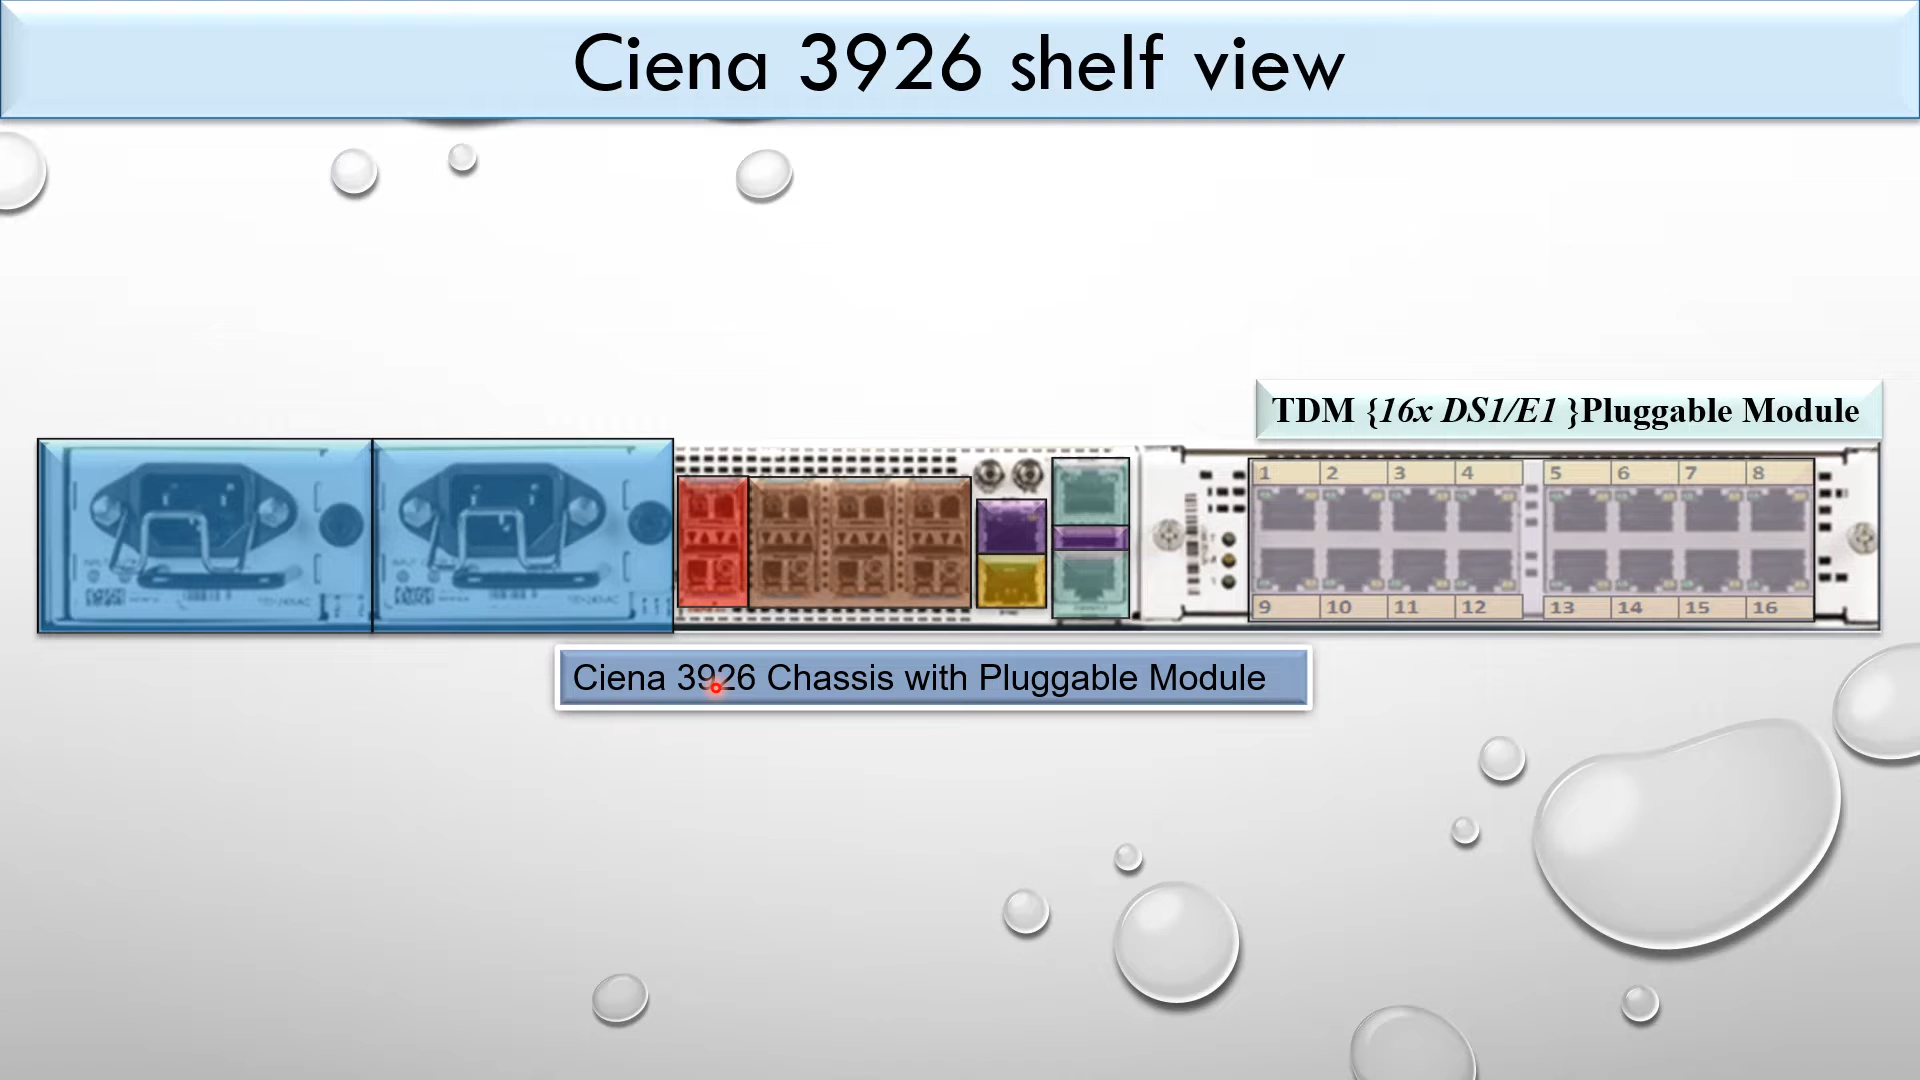 Ciena 3926 shelf view
TDM {16x DS1/E1 }Pluggable Module
1 2 3 4 5 6 7 8
9 10 11 12 13 14 15 16
Ciena 3926 Chassis with Pluggable Module